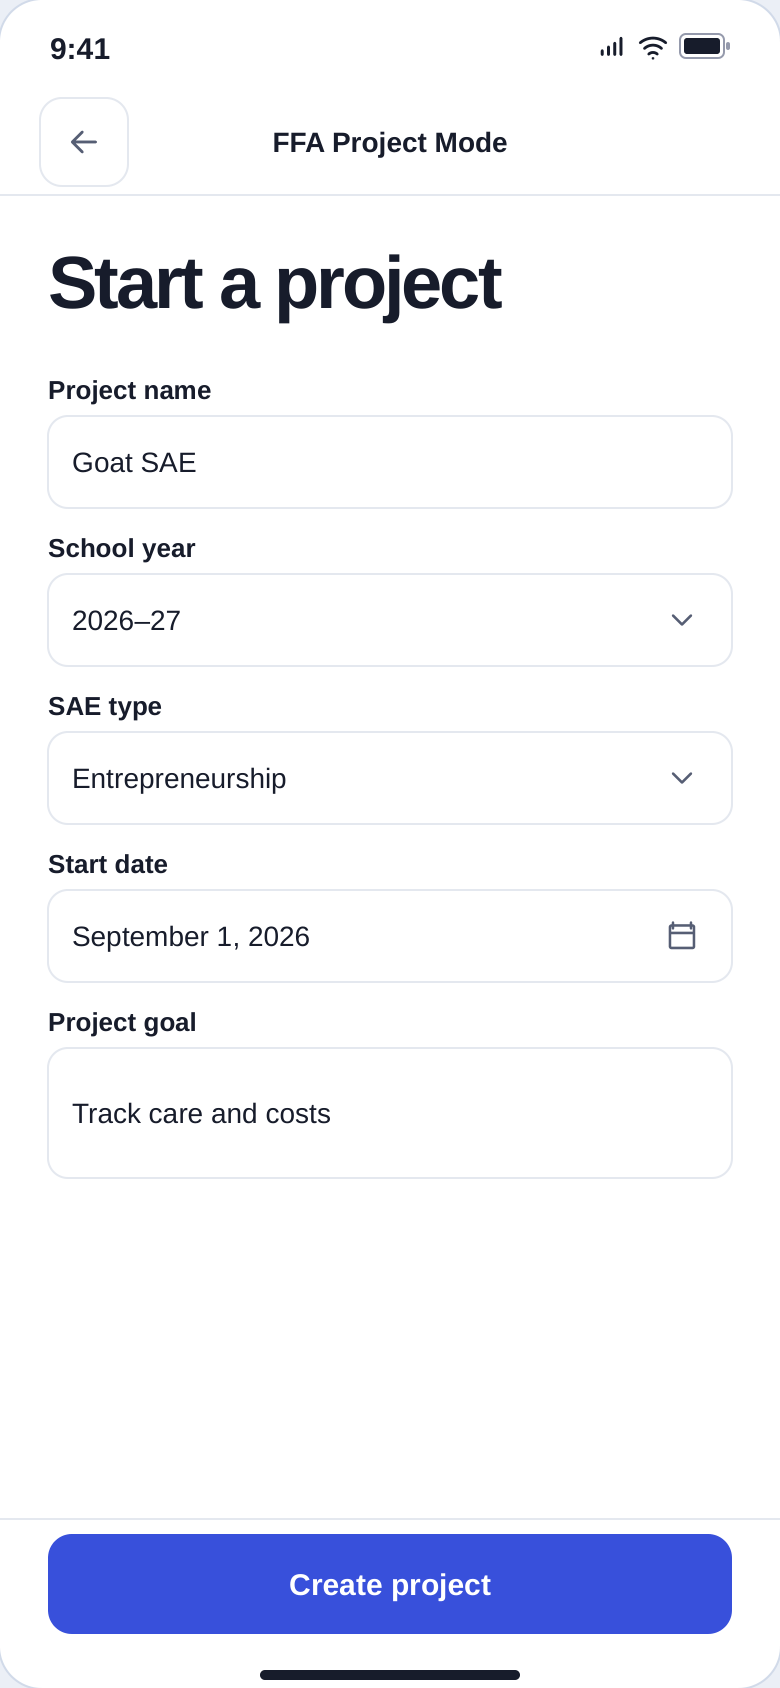 9:41
FFA Project Mode
Start a project
Project name
Goat SAE
School year
2026–27
SAE type
Entrepreneurship
Start date
September 1, 2026
Project goal
Track care and costs
Create project